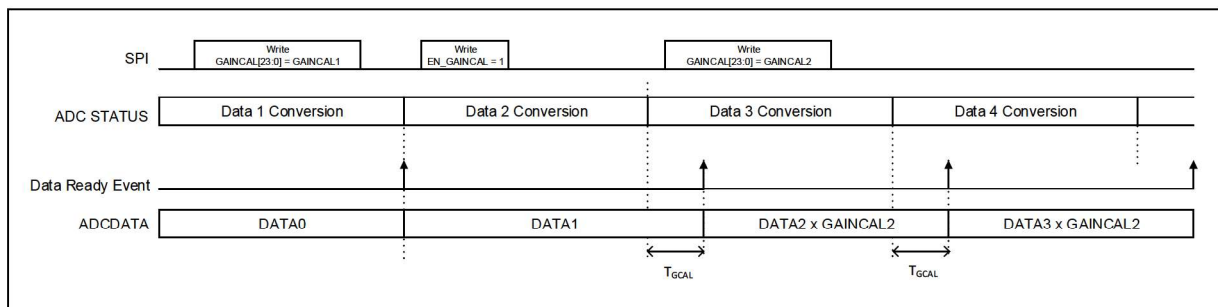 SPI
Write
GAINCAL[23:0] = GAINCAL1
Write
EN_GAINCAL = 1
Write
GAINCAL[23:0] = GAINCAL2
ADC STATUS
Data 1 Conversion
Data 2 Conversion
Data 3 Conversion
Data 4 Conversion
Data Ready Event
ADCDATA
DATA0
DATA1
DATA2 x GAINCAL2
DATA3 x GAINCAL2
TGCAL
TGCAL